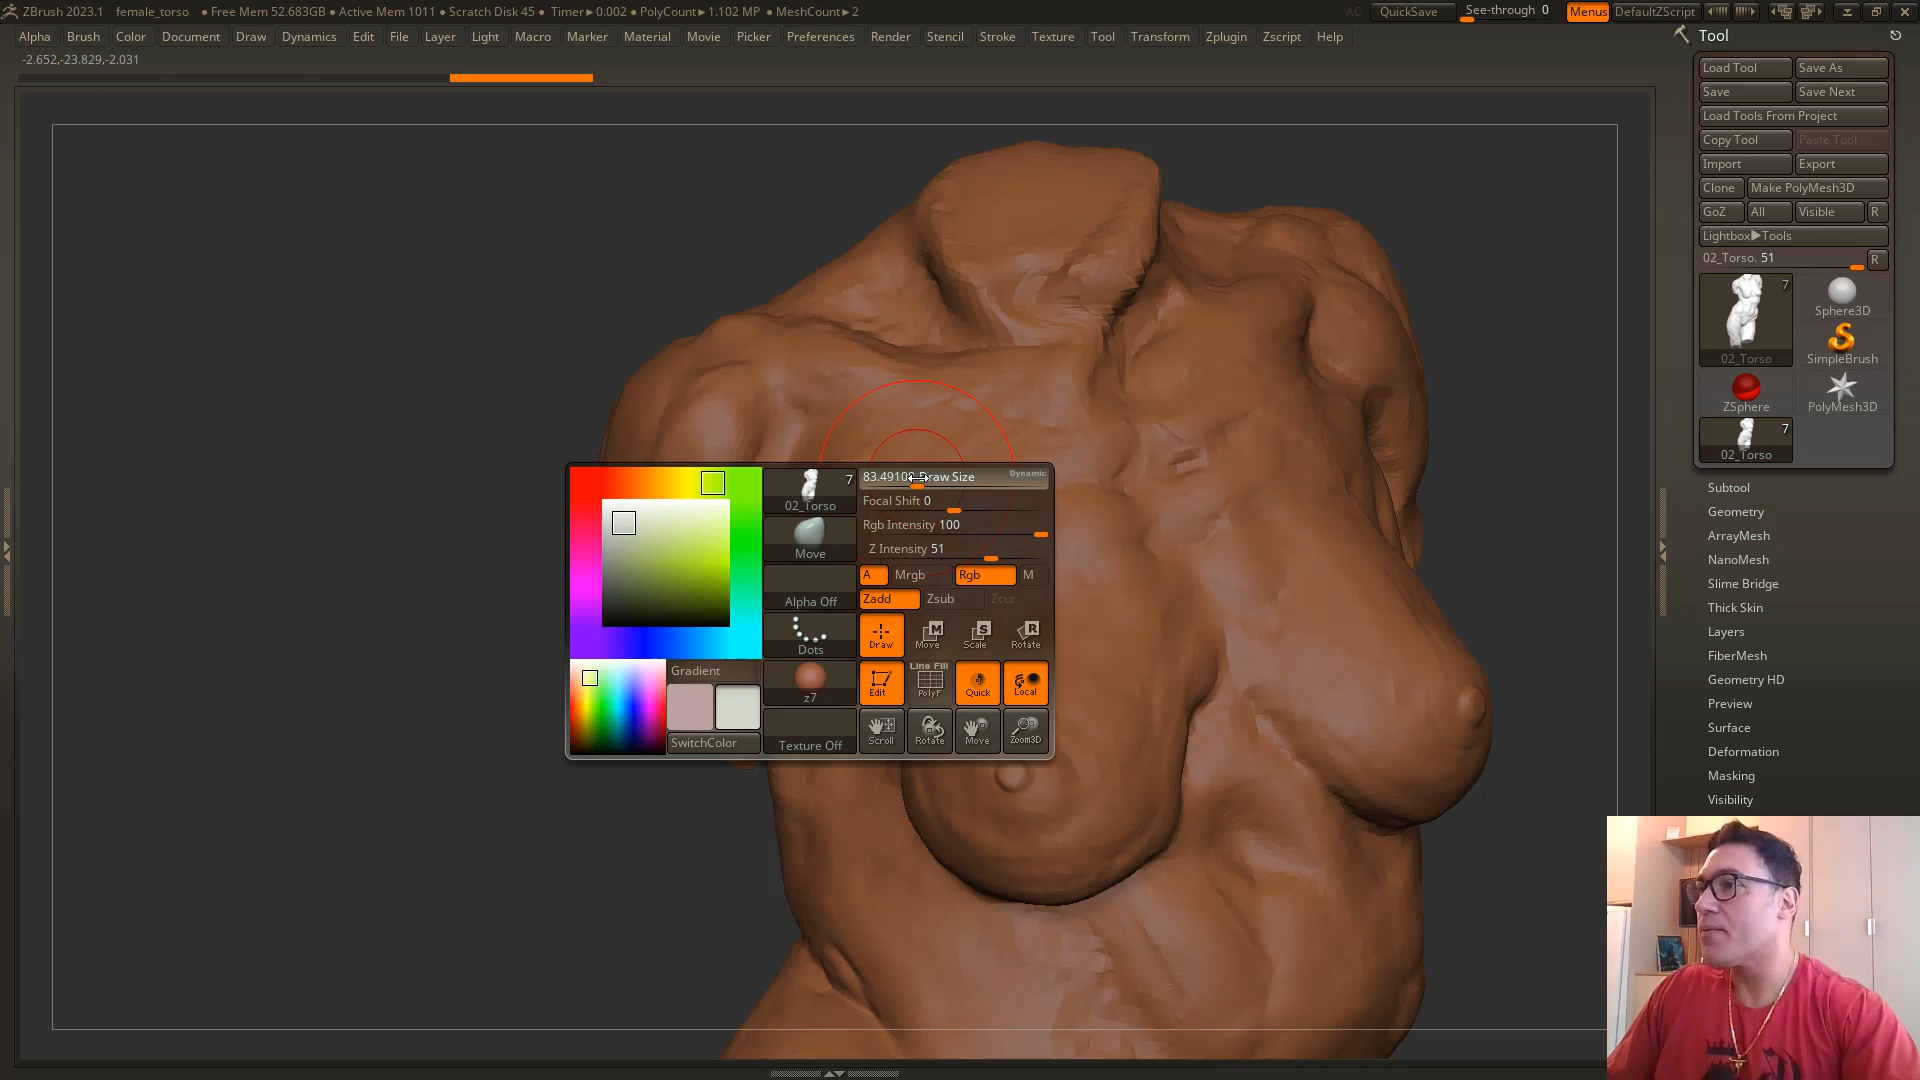 ZBrush 2023.1 female_torso • Free Mem 52.683GB • Active Mem 1011 • Scratch Disk 45 • Timer▶0.002 • PolyCount▶1.102 MP • MeshCount▶2 AC QuickSave See-through 0 Menus DefaultZScript
Alpha Brush Color Document Draw Dynamics Edit File Layer Light Macro Marker Material Movie Picker Preferences Render Stencil Stroke Texture Tool Transform Zplugin Zscript Help
-2.652,-23.829,-2.031
Tool
Load Tool Save As
Save Save Next
Load Tools From Project
Copy Tool Paste Tool
Import Export
Clone Make PolyMesh3D
GoZ All Visible R
Lightbox▶Tools
02_Torso. 51 R
7
02_Torso
Sphere3D
SimpleBrush
ZSphere
PolyMesh3D
7
02_Torso
Subtool
Geometry
ArrayMesh
NanoMesh
Slime Bridge
Thick Skin
Layers
FiberMesh
Geometry HD
Preview
Surface
Deformation
Masking
Visibility
7
02_Torso
Move
Alpha Off
Dots
z7
Texture Off
Gradient
SwitchColor
Draw Size Dynamic
Focal Shift 0
Rgb Intensity 100
Z Intensity 51
A Mrgb Rgb M
Zadd Zsub Zcut
Draw Move Scale Rotate
M S R
Line Fill
Edit PolyF Quick Local
Scroll Rotate Move Zoom3D